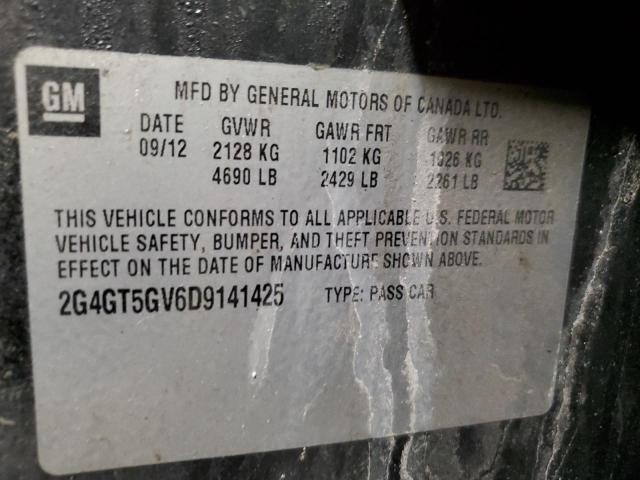 GM
MFD BY GENERAL MOTORS OF CANADA LTD.
DATE GVWR GAWR FRT GAWR RR
09/12 2128 KG 1102 KG 1026 KG
4690 LB 2429 LB 2261 LB
THIS VEHICLE CONFORMS TO ALL APPLICABLE U.S. FEDERAL MOTOR
VEHICLE SAFETY, BUMPER, AND THEFT PREVENTION STANDARDS IN
EFFECT ON THE DATE OF MANUFACTURE SHOWN ABOVE.
2G4GT5GV6D9141425 TYPE: PASS CAR